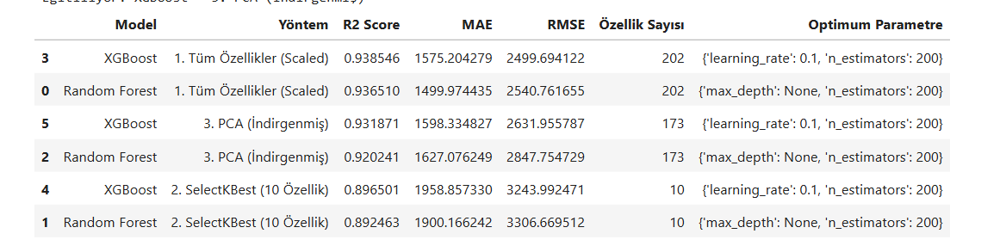 Eğitiliyor: XGBoost - 3. PCA (İndirgenmiş)
Model Yöntem R2 Score MAE RMSE Özellik Sayısı Optimum Parametre
3 XGBoost 1. Tüm Özellikler (Scaled) 0.938546 1575.204279 2499.694122 202 {'learning_rate': 0.1, 'n_estimators': 200}
0 Random Forest 1. Tüm Özellikler (Scaled) 0.936510 1499.974435 2540.761655 202 {'max_depth': None, 'n_estimators': 200}
5 XGBoost 3. PCA (İndirgenmiş) 0.931871 1598.334827 2631.955787 173 {'learning_rate': 0.1, 'n_estimators': 200}
2 Random Forest 3. PCA (İndirgenmiş) 0.920241 1627.076249 2847.754729 173 {'max_depth': None, 'n_estimators': 200}
4 XGBoost 2. SelectKBest (10 Özellik) 0.896501 1958.857330 3243.992471 10 {'learning_rate': 0.1, 'n_estimators': 200}
1 Random Forest 2. SelectKBest (10 Özellik) 0.892463 1900.166242 3306.669512 10 {'max_depth': None, 'n_estimators': 200}